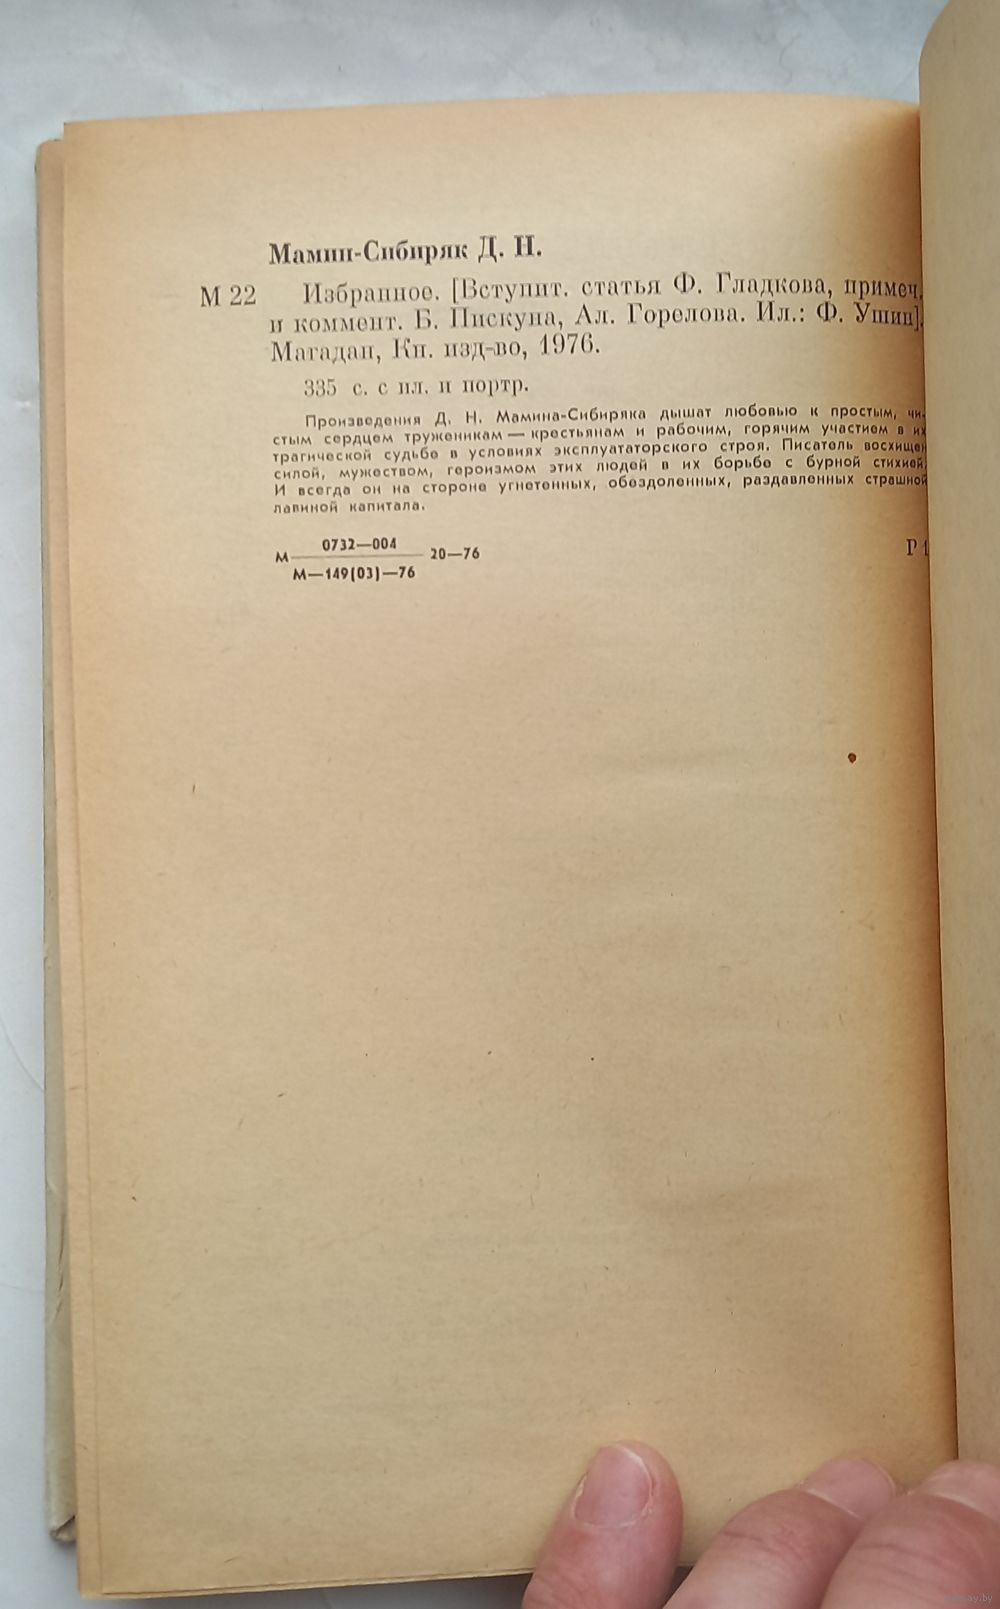 Мамин-Сибиряк Д. Н.
М 22 Избранное. [Вступит. статья Ф. Гладкова, примеч.
и коммент. Б. Пискуна, Ал. Горелова. Ил.: Ф. Ушин].
Магадан, Кн. изд-во, 1976.
335 с. с ил. и портр.
Произведения Д. Н. Мамина-Сибиряка дышат любовью к простым, чи-
стым сердцем труженикам — крестьянам и рабочим, горячим участием в их
трагической судьбе в условиях эксплуататорского строя. Писатель восхищен
силой, мужеством, героизмом этих людей в их борьбе с бурной стихией.
И всегда он на стороне угнетенных, обездоленных, раздавленных страшной
лавиной капитала.
0732—004
М 20—76
М—149(03)—76
Р 1